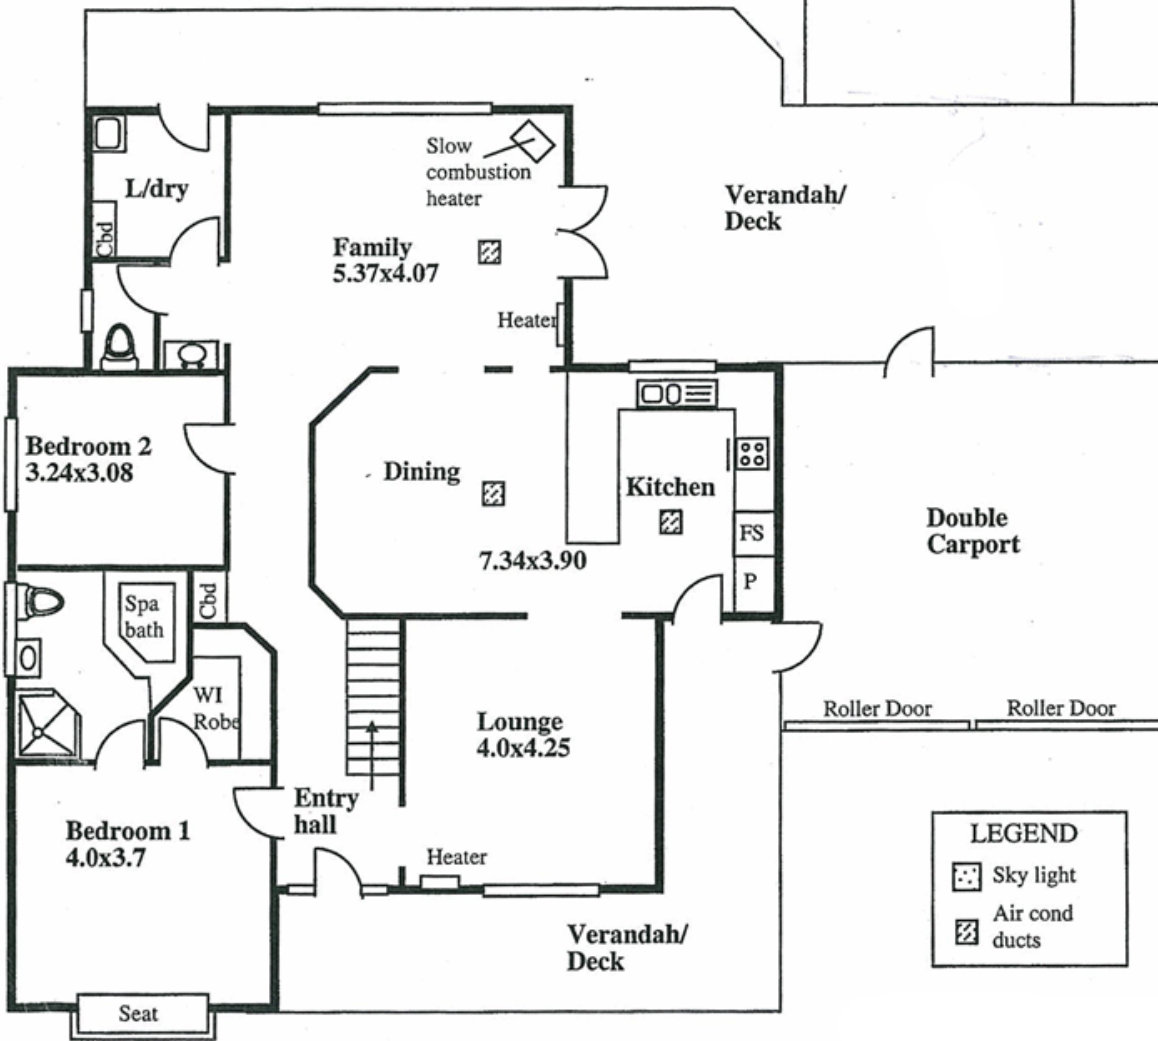 Slow
combustion
heater
L/dry
Verandah/
Deck
Cbd
Family
5.37x4.07
Heater
Bedroom 2
3.24x3.08
Dining
Kitchen
Double
Carport
FS
7.34x3.90
P
Spa
bath
Cbd
WI
Robe
Roller Door
Roller Door
Lounge
4.0x4.25
Entry
hall
Bedroom 1
4.0x3.7
Heater
LEGEND
Sky light
Air cond
ducts
Verandah/
Deck
Seat